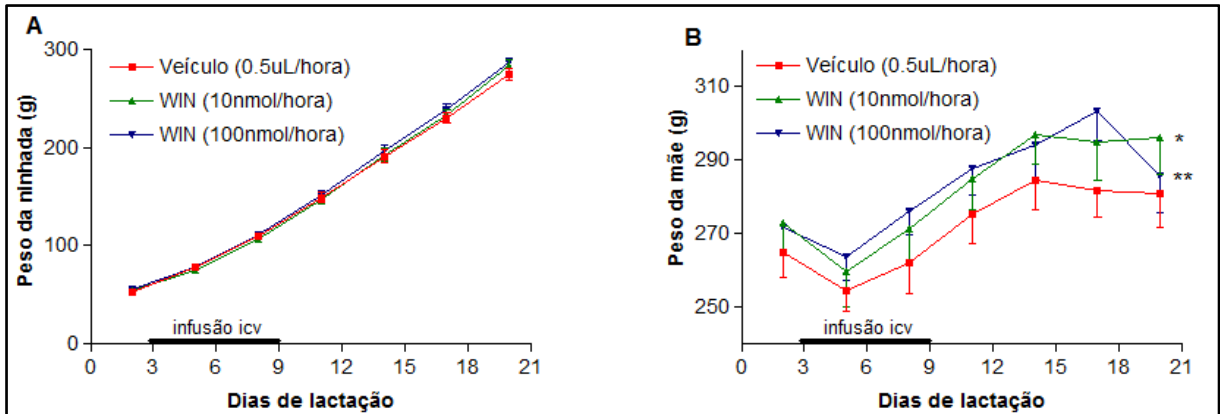 A
Peso da ninhada (g)
300
200
100
0
Veículo (0.5uL/hora)
WIN (10nmol/hora)
WIN (100nmol/hora)
infusão icv
0 3 6 9 12 15 18 21
Dias de lactação
B
Peso da mãe (g)
310
290
270
250
Veículo (0.5uL/hora)
WIN (10nmol/hora)
WIN (100nmol/hora)
*
**
infusão icv
0 3 6 9 12 15 18 21
Dias de lactação